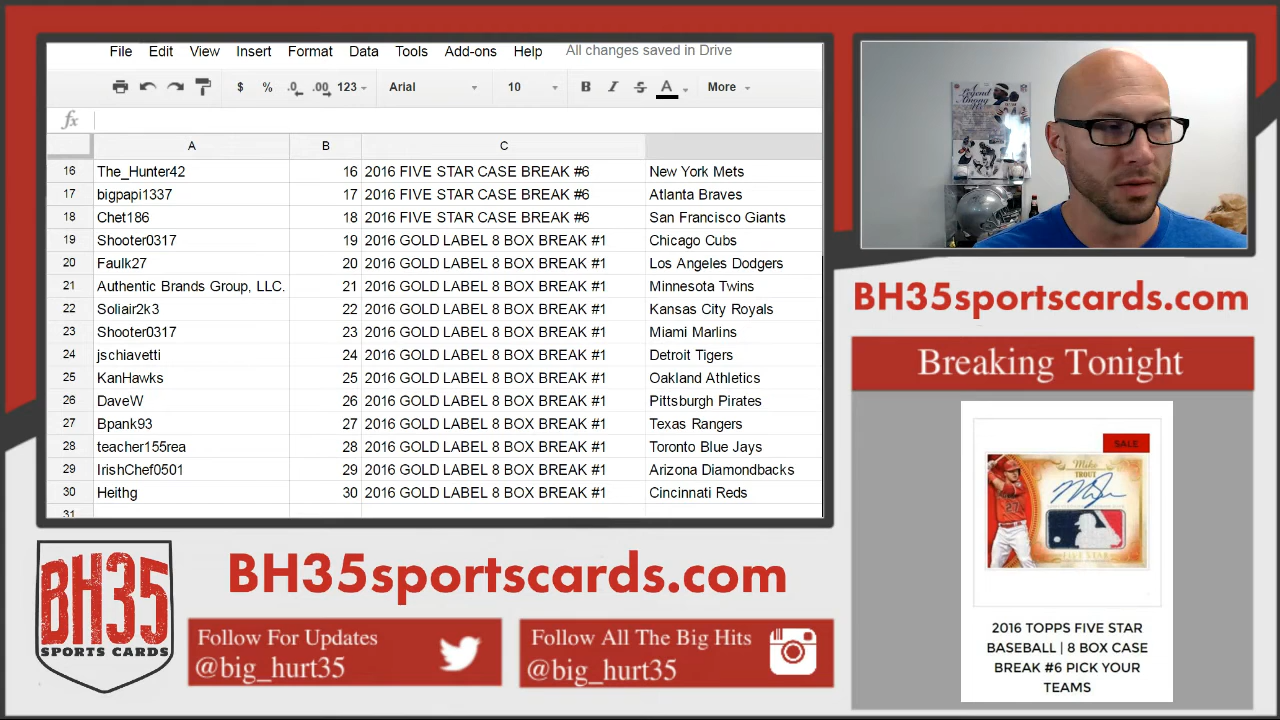 File Edit View Insert Format Data Tools Add-ons Help All changes saved in Drive
$ % .0 .00 123 Arial 10 B I S A More
fx
A B C
16 The_Hunter42 16 2016 FIVE STAR CASE BREAK #6 New York Mets
17 bigpapi1337 17 2016 FIVE STAR CASE BREAK #6 Atlanta Braves
18 Chet186 18 2016 FIVE STAR CASE BREAK #6 San Francisco Giants
19 Shooter0317 19 2016 GOLD LABEL 8 BOX BREAK #1 Chicago Cubs
20 Faulk27 20 2016 GOLD LABEL 8 BOX BREAK #1 Los Angeles Dodgers
21 Authentic Brands Group, LLC. 21 2016 GOLD LABEL 8 BOX BREAK #1 Minnesota Twins
22 Soliair2k3 22 2016 GOLD LABEL 8 BOX BREAK #1 Kansas City Royals
23 Shooter0317 23 2016 GOLD LABEL 8 BOX BREAK #1 Miami Marlins
24 jschiavetti 24 2016 GOLD LABEL 8 BOX BREAK #1 Detroit Tigers
25 KanHawks 25 2016 GOLD LABEL 8 BOX BREAK #1 Oakland Athletics
26 DaveW 26 2016 GOLD LABEL 8 BOX BREAK #1 Pittsburgh Pirates
27 Bpank93 27 2016 GOLD LABEL 8 BOX BREAK #1 Texas Rangers
28 teacher155rea 28 2016 GOLD LABEL 8 BOX BREAK #1 Toronto Blue Jays
29 IrishChef0501 29 2016 GOLD LABEL 8 BOX BREAK #1 Arizona Diamondbacks
30 Heithg 30 2016 GOLD LABEL 8 BOX BREAK #1 Cincinnati Reds
31
BH35
SPORTS CARDS
BH35sportscards.com
Follow For Updates
@big_hurt35
Follow All The Big Hits
@big_hurt35
A Legend
Among
BH35sportscards.com
Breaking Tonight
SALE
Mike
TROUT
FIVE STAR
2016 TOPPS FIVE STAR
BASEBALL | 8 BOX CASE
BREAK #6 PICK YOUR
TEAMS